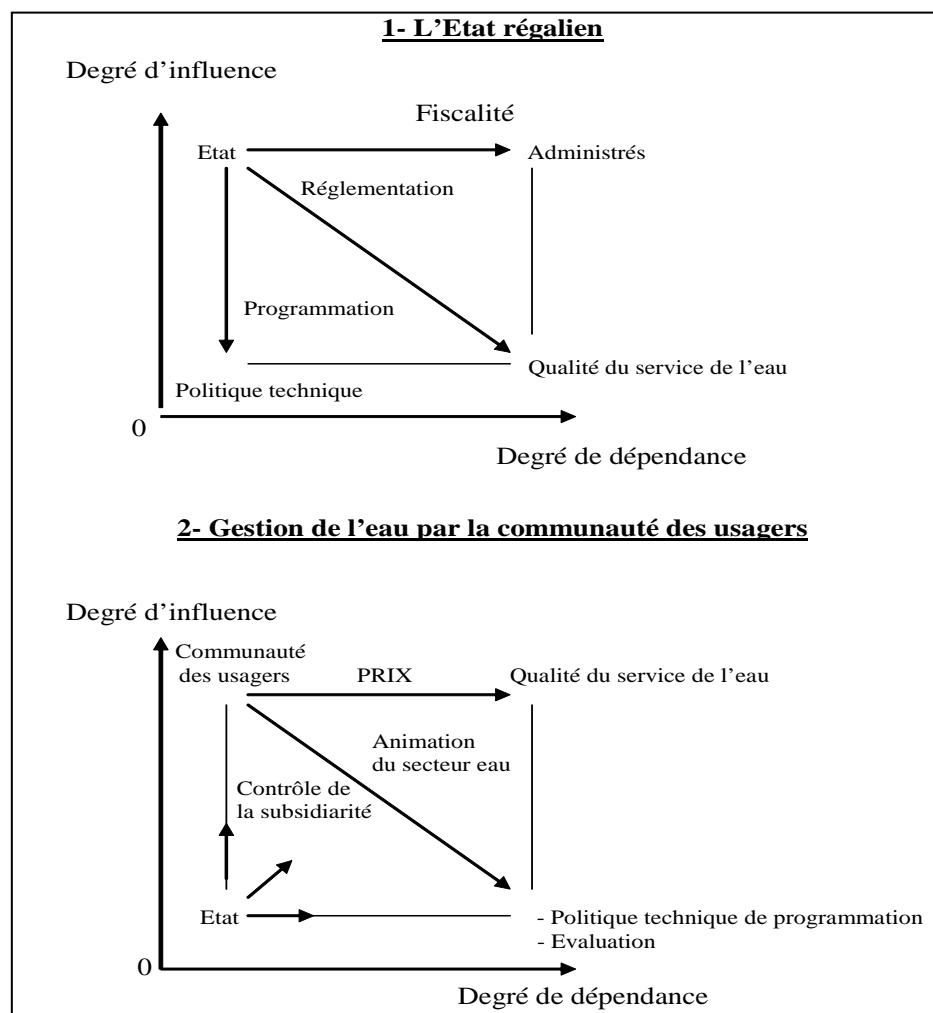 1- L'Etat régalien
Degré d'influence
Fiscalité
Etat
Administrés
Réglementation
Programmation
Qualité du service de l'eau
Politique technique
0
Degré de dépendance
2- Gestion de l'eau par la communauté des usagers
Degré d'influence
Communauté
des usagers
PRIX
Qualité du service de l'eau
Animation
du secteur eau
Contrôle de
la subsidiarité
Etat
- Politique technique de programmation
- Evaluation
0
Degré de dépendance